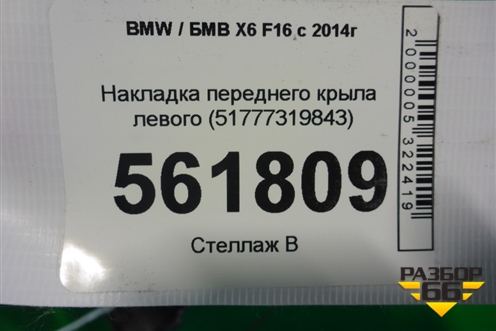 BMW / БМВ X6 F16 с 2014г
Накладка переднего крыла
левого (51777319843)
561809
Стеллаж В
2000005322419
РАЗБОР
66